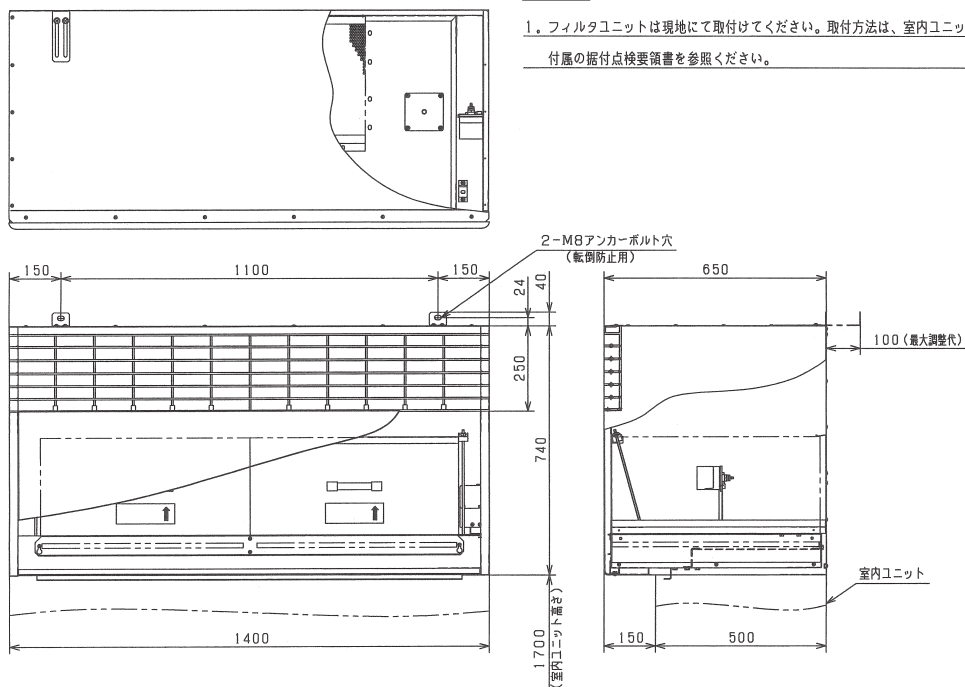 1. フィルタユニットは現地にて取付けてください。取付方法は、室内ユニッ
付属の据付点検要領書を参照ください。
2-M8アンカーボルト穴
(転倒防止用)
150
1100
150
24
40
250
740
1700
(室内ユニット高さ)
1400
650
100(最大調整代)
室内ユニット
150
500